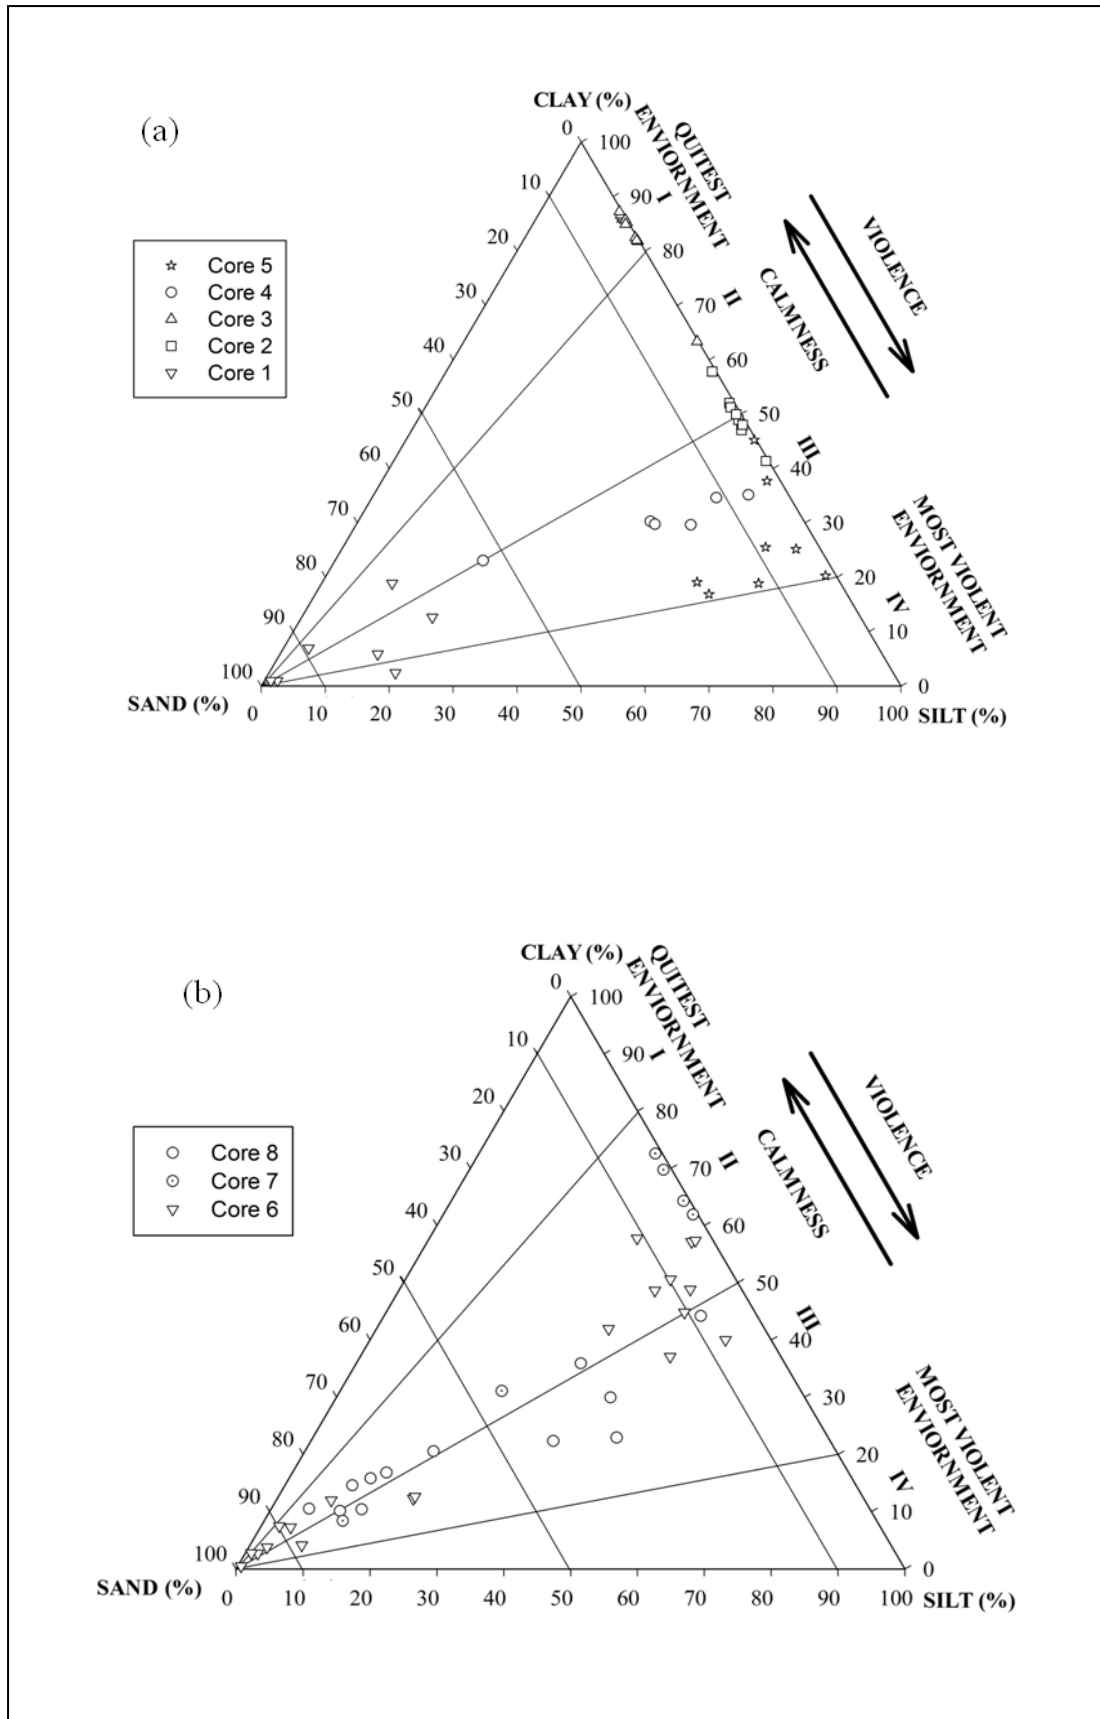 (a)
CLAY (%)
0
100
QUITEST
ENVIORNMENT
10
90
I
20
80
30
70
II
40
60
50
50
60
40
III
70
30
80
20
90
10
IV
100
0
VIOLENCE
CALMNESS
MOST VIOLENT
ENVIORNMENT
Core 5
Core 4
Core 3
Core 2
Core 1
SAND (%)
0 10 20 30 40 50 60 70 80 90 100
SILT (%)
(b)
CLAY (%)
0
100
QUITEST
ENVIORNMENT
10
90
I
20
80
30
70
II
40
60
50
50
60
40
III
70
30
80
20
90
10
IV
100
0
VIOLENCE
CALMNESS
MOST VIOLENT
ENVIORNMENT
Core 8
Core 7
Core 6
SAND (%)
0 10 20 30 40 50 60 70 80 90 100
SILT (%)